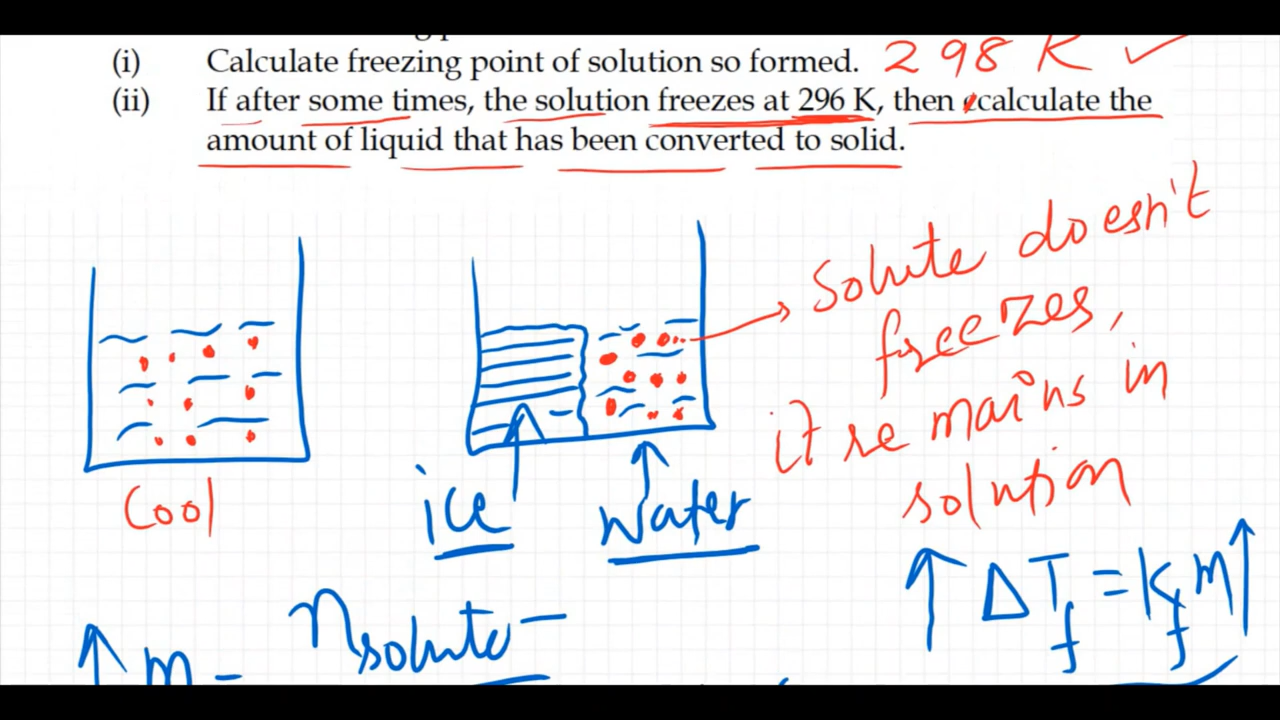 (i) Calculate freezing point of solution so formed. 298 K ✓
(ii) If after some times, the solution freezes at 296 K, then calculate the
amount of liquid that has been converted to solid.
Solute doesn't
freezes,
it remains in
solution
Cool
ice
Water
↑ ΔTf = Kf m ↑
nsolute
↑ m =